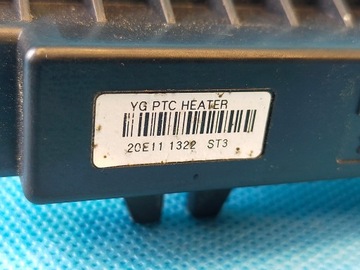 YG PTC HEATER
20E11 1322 ST3